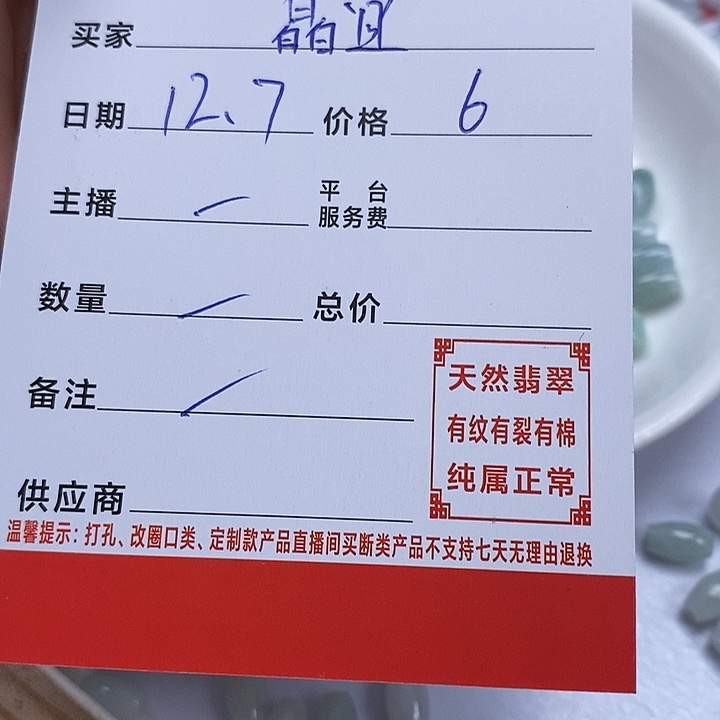 买家 晶谊
日期 12.7 价格 6
主播 平台
服务费
数量 总价
备注
天然翡翠
有纹有裂有棉
纯属正常
供应商
温馨提示：打孔、改圈口类、定制款产品直播间买断类产品不支持七天无理由退换